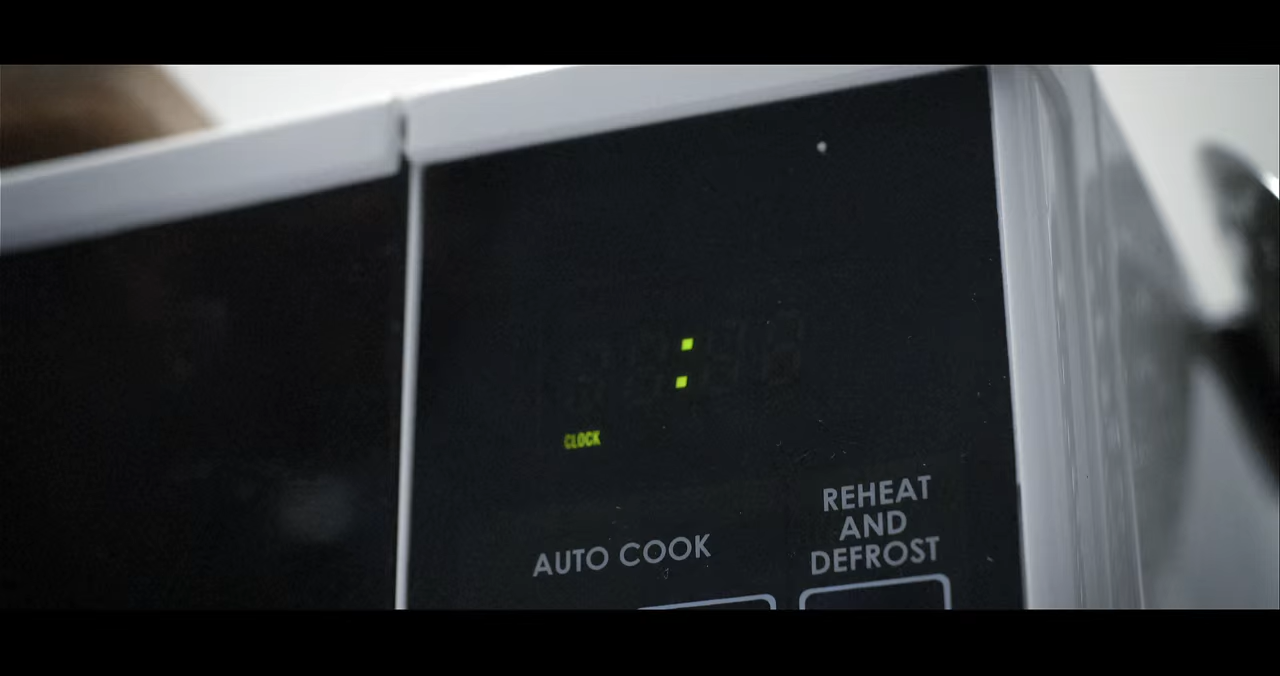 :
CLOCK
REHEAT
AND
DEFROST
AUTO COOK